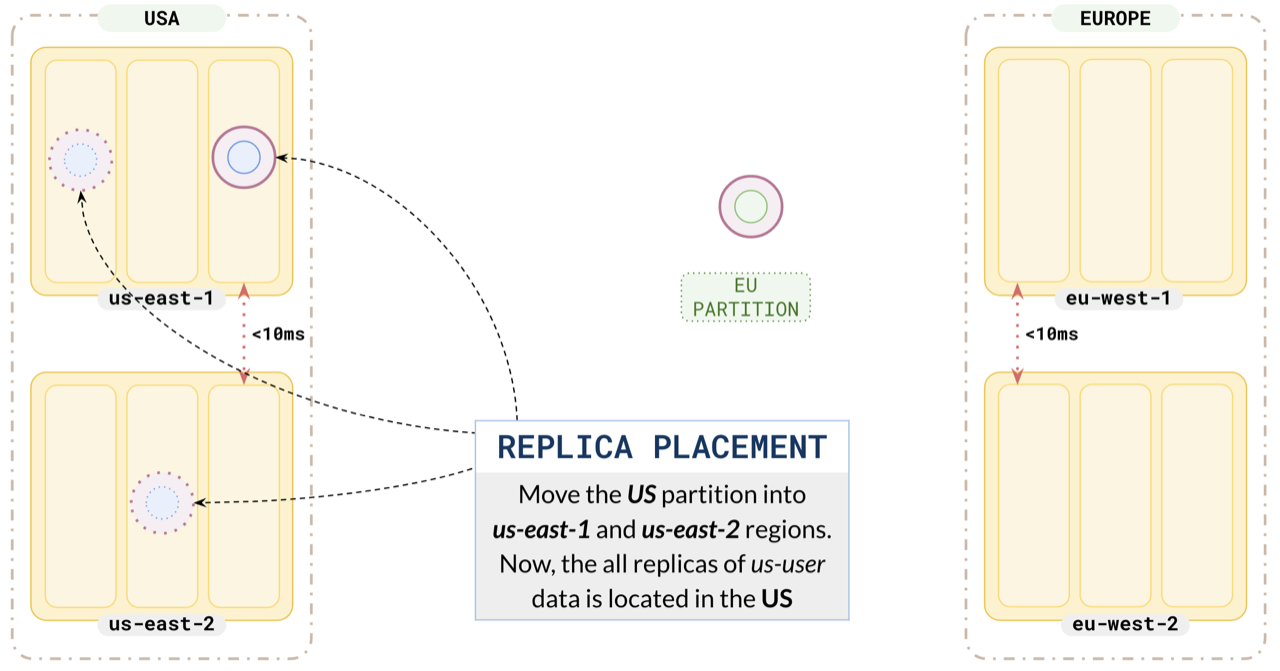 USA
EUROPE
us-east-1
eu-west-1
<10ms
<10ms
EU
PARTITION
REPLICA PLACEMENT
Move the US partition into
us-east-1 and us-east-2 regions.
Now, the all replicas of us-user
data is located in the US
us-east-2
eu-west-2